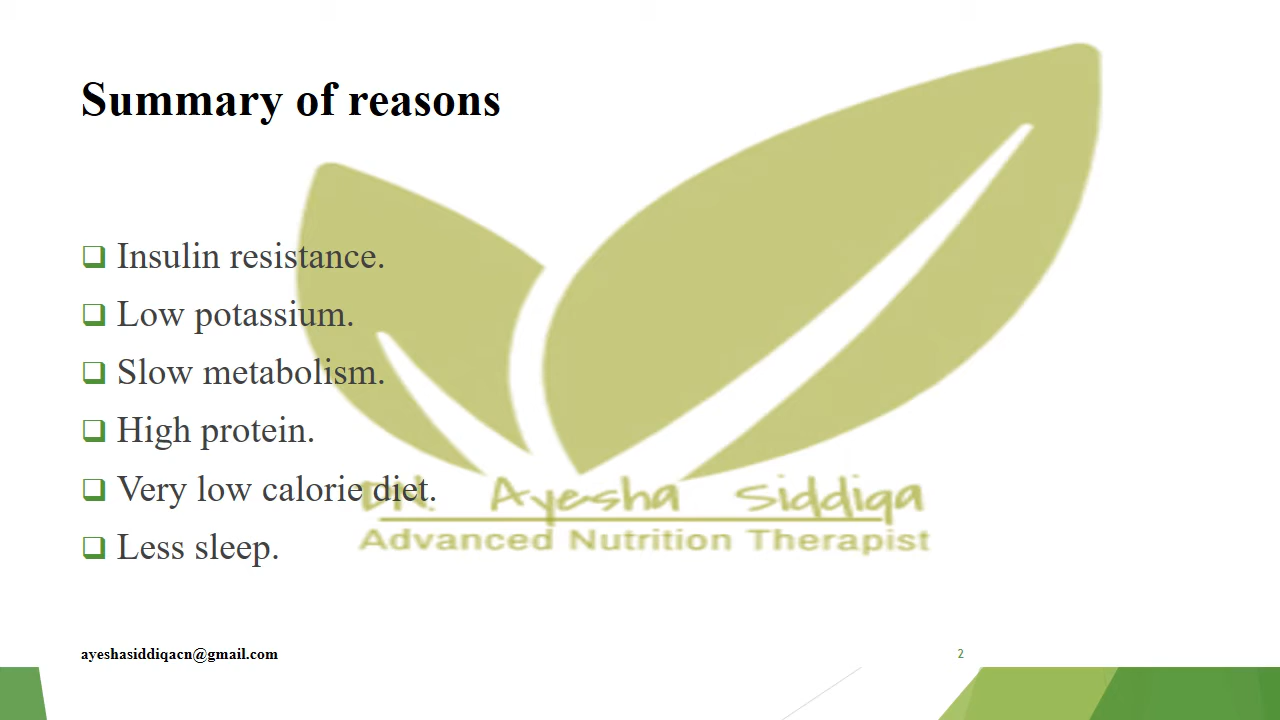 Summary of reasons
Insulin resistance.
Low potassium.
Slow metabolism.
High protein.
Very low calorie diet.
Less sleep.
DN. Ayesha Siddiqa
Advanced Nutrition Therapist
ayeshasiddiqacn@gmail.com
2